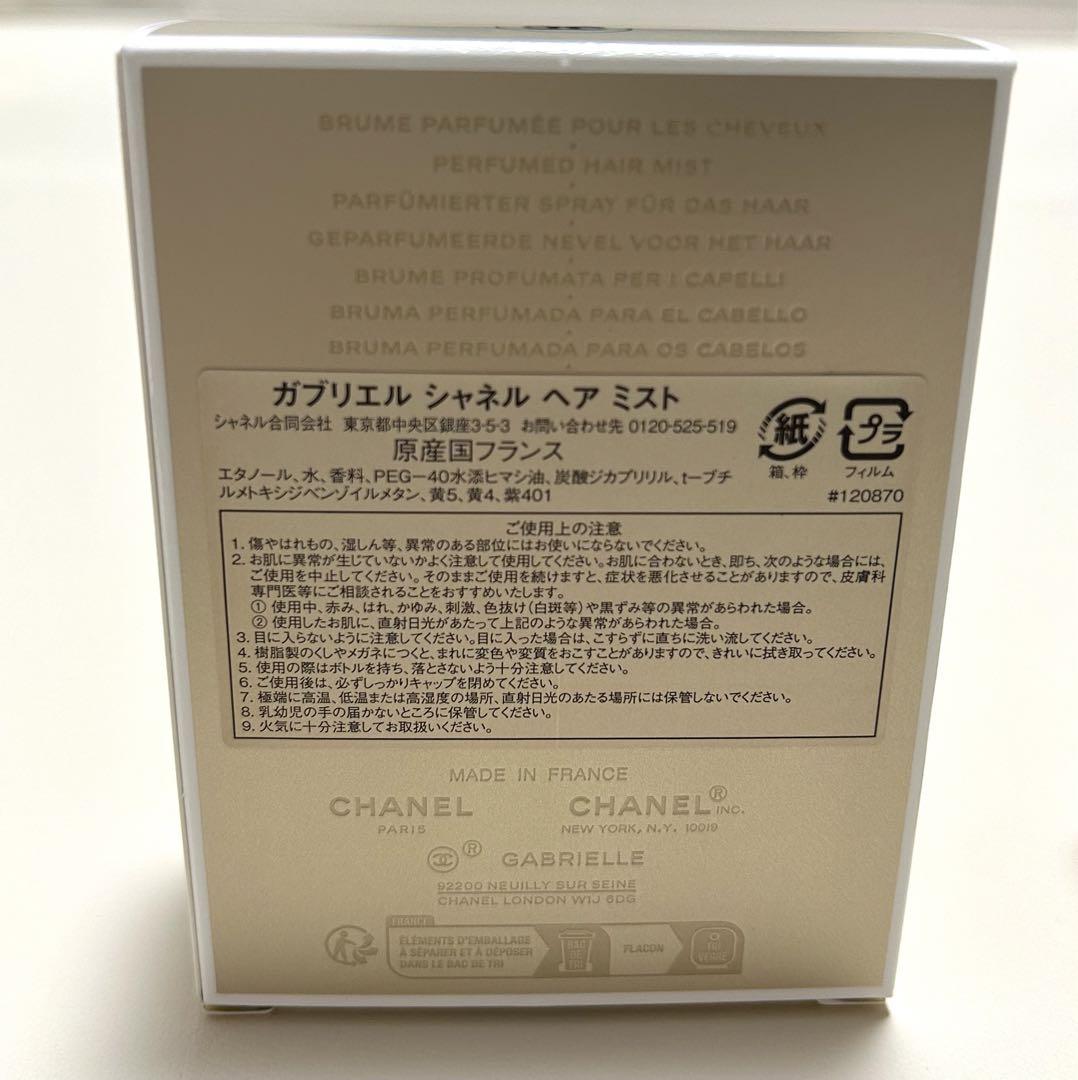 BRUME PARFUMÉE POUR LES CHEVEUX
PERFUMED HAIR MIST
PARFÜMIERTER SPRAY FÜR DAS HAAR
GEPARFUMEERDE NEVEL VOOR HET HAAR
BRUME PROFUMATA PER I CAPELLI
BRUMA PERFUMADA PARA EL CABELLO
BRUMA PERFUMADA PARA OS CABELOS
ガブリエル シャネル ヘア ミスト
シャネル合同会社 東京都中央区銀座3-5-3 お問い合わせ先 0120-525-519
原産国フランス
紙
箱、枠
プラ
フィルム
エタノール、水、香料、PEG-40水添ヒマシ油、炭酸ジカプリリル、t-ブチ
ルメトキシジベンゾイルメタン、黄5、黄4、紫401
#120870
ご使用上の注意
1. 傷やはれもの、湿しん等、異常のある部位にはお使いにならないでください。
2. お肌に異常が生じていないかよく注意して使用してください。お肌に合わないとき、即ち、次のような場合には、
ご使用を中止してください。そのままご使用を続けますと、症状を悪化させることがありますので、皮膚科
専門医等にご相談されることをおすすめいたします。
① 使用中、赤み、はれ、かゆみ、刺激、色抜け(白斑等)や黒ずみ等の異常があらわれた場合。
② 使用したお肌に、直射日光があたって上記のような異常があらわれた場合。
3. 目に入らないように注意してください。目に入った場合は、こすらずに直ちに洗い流してください。
4. 樹脂製のくしやメガネにつくと、まれに変色や変質をおこすことがありますので、きれいに拭き取ってください。
5. 使用の際はボトルを持ち、落とさないよう十分注意してください。
6. ご使用後は、必ずしっかりキャップを閉めてください。
7. 極端に高温、低温または高湿度の場所、直射日光のあたる場所には保管しないでください。
8. 乳幼児の手の届かないところに保管してください。
9. 火気に十分注意してお取扱いください。
MADE IN FRANCE
CHANEL CHANEL® INC.
PARIS NEW YORK, N.Y. 10019
® GABRIELLE
92200 NEUILLY SUR SEINE
CHANEL LONDON W1J 6DG
FRANCE
ÉLÉMENTS D'EMBALLAGE
À SÉPARER ET À DÉPOSER
DANS LE BAC DE TRI
BAC
DE
TRI
FLACON
TRI
VERRE